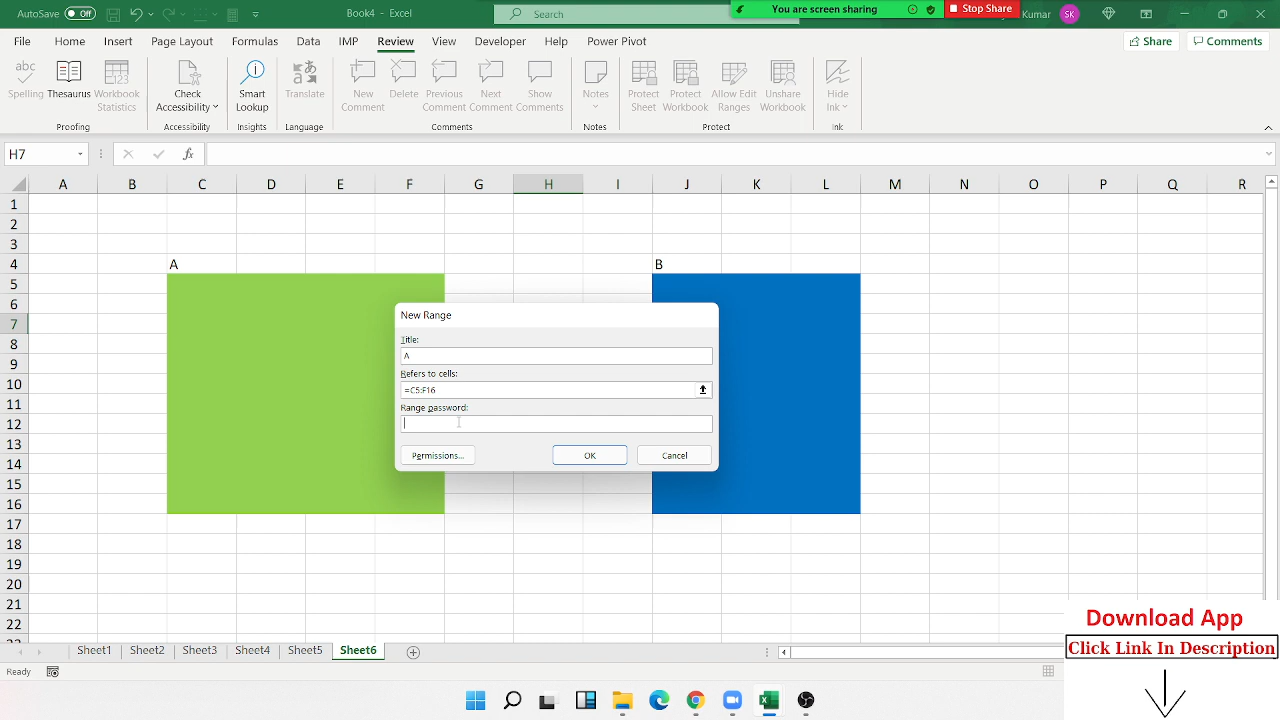 AutoSave Off Book4 - Excel Search You are screen sharing Stop Share Kumar SK
File Home Insert Page Layout Formulas Data IMP Review View Developer Help Power Pivot Share Comments
abc Spelling Thesaurus Workbook Statistics Check Accessibility Smart Lookup Translate New Comment Delete Previous Comment Next Comment Show Comments Notes Protect Sheet Protect Workbook Allow Edit Ranges Unshare Workbook Hide Ink
Proofing Accessibility Insights Language Comments Notes Protect Ink
H7 fx
A B C D E F G H I J K L M N O P Q R
1
2
3
4 A B
5
6
7
8
9
10
11
12
13
14
15
16
17
18
19
20
21
22
New Range
Title:
A
Refers to cells:
=C5:F16
Range password:
Permissions... OK Cancel
Sheet1 Sheet2 Sheet3 Sheet4 Sheet5 Sheet6
Ready
Download App
Click Link In Description